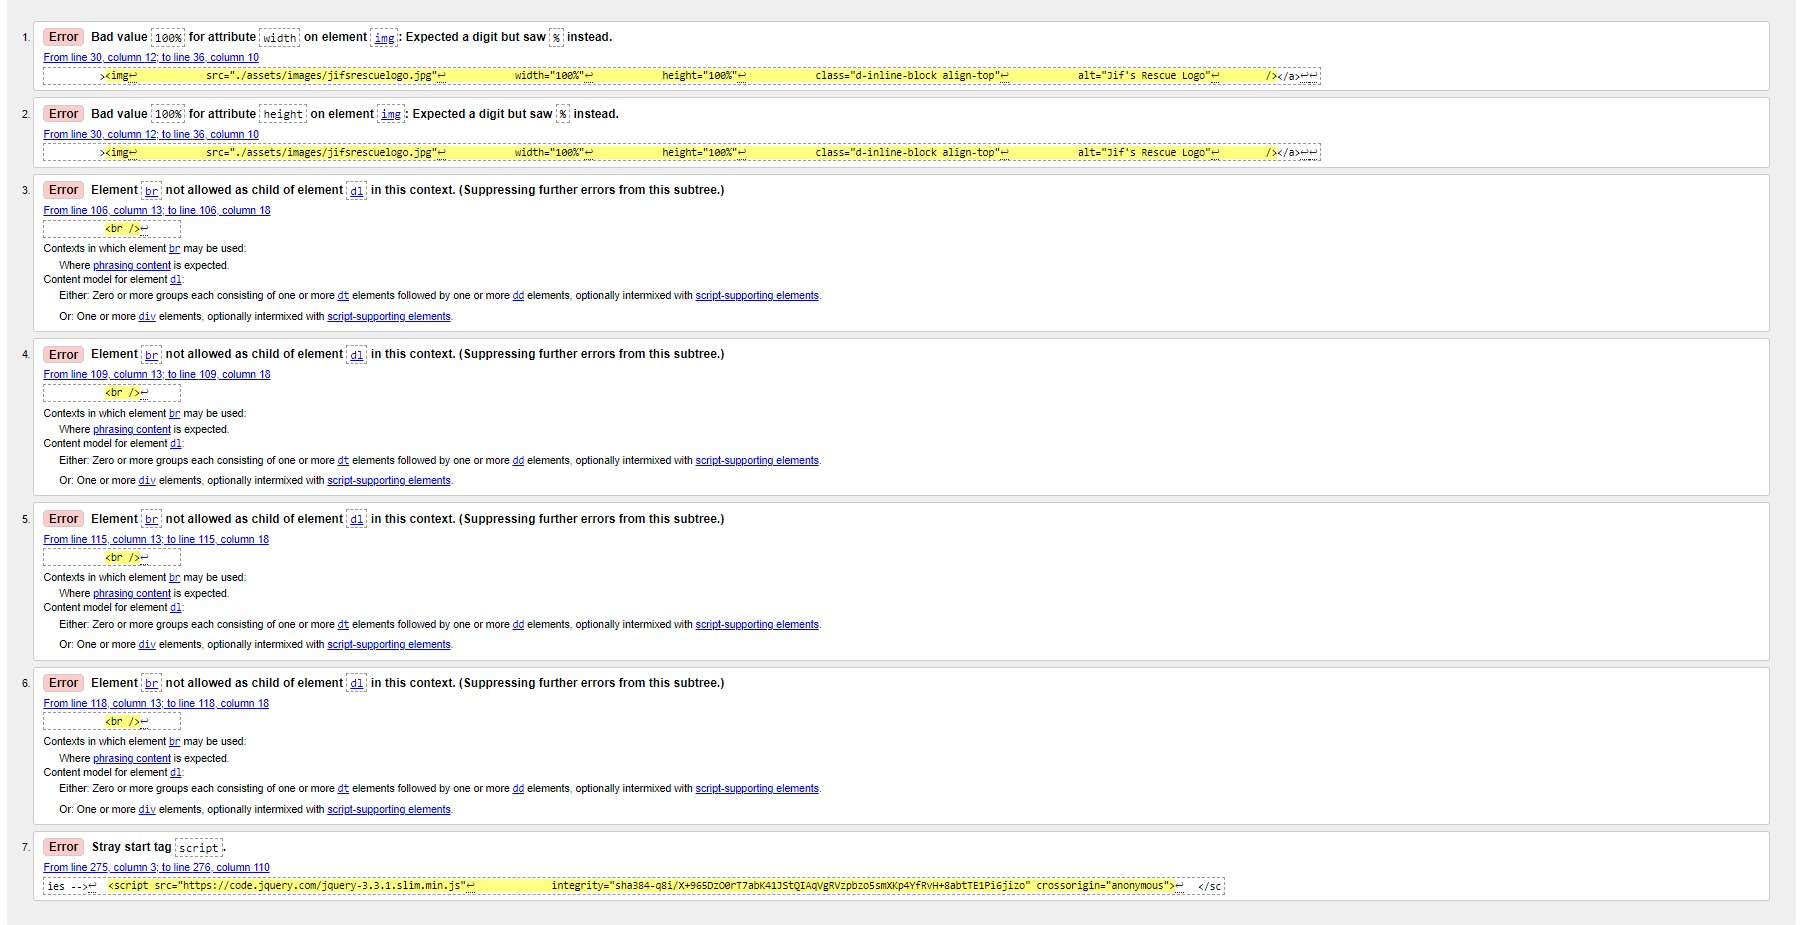 1. Error Bad value 100% for attribute width on element img: Expected a digit but saw % instead.
From line 30, column 12; to line 36, column 10
><img↩ src="./assets/images/jifsrescuelogo.jpg"↩ width="100%"↩ height="100%"↩ class="d-inline-block align-top"↩ alt="Jif's Rescue Logo"↩ /></a>↩↩
2. Error Bad value 100% for attribute height on element img: Expected a digit but saw % instead.
From line 30, column 12; to line 36, column 10
><img↩ src="./assets/images/jifsrescuelogo.jpg"↩ width="100%"↩ height="100%"↩ class="d-inline-block align-top"↩ alt="Jif's Rescue Logo"↩ /></a>↩↩
3. Error Element br not allowed as child of element dl in this context. (Suppressing further errors from this subtree.)
From line 106, column 13; to line 106, column 18
<br />↩
Contexts in which element br may be used:
Where phrasing content is expected.
Content model for element dl:
Either: Zero or more groups each consisting of one or more dt elements followed by one or more dd elements, optionally intermixed with script-supporting elements.
Or: One or more div elements, optionally intermixed with script-supporting elements.
4. Error Element br not allowed as child of element dl in this context. (Suppressing further errors from this subtree.)
From line 109, column 13; to line 109, column 18
<br />↩
Contexts in which element br may be used:
Where phrasing content is expected.
Content model for element dl:
Either: Zero or more groups each consisting of one or more dt elements followed by one or more dd elements, optionally intermixed with script-supporting elements.
Or: One or more div elements, optionally intermixed with script-supporting elements.
5. Error Element br not allowed as child of element dl in this context. (Suppressing further errors from this subtree.)
From line 115, column 13; to line 115, column 18
<br />↩
Contexts in which element br may be used:
Where phrasing content is expected.
Content model for element dl:
Either: Zero or more groups each consisting of one or more dt elements followed by one or more dd elements, optionally intermixed with script-supporting elements.
Or: One or more div elements, optionally intermixed with script-supporting elements.
6. Error Element br not allowed as child of element dl in this context. (Suppressing further errors from this subtree.)
From line 118, column 13; to line 118, column 18
<br />↩
Contexts in which element br may be used:
Where phrasing content is expected.
Content model for element dl:
Either: Zero or more groups each consisting of one or more dt elements followed by one or more dd elements, optionally intermixed with script-supporting elements.
Or: One or more div elements, optionally intermixed with script-supporting elements.
7. Error Stray start tag script.
From line 275, column 3; to line 276, column 110
ies -->↩ <script src="https://code.jquery.com/jquery-3.3.1.slim.min.js"↩ integrity="sha384-q8i/X+965DzO0rT7abK41JStQIAqVgRVzpbzo5smXKp4YfRvH+8abtTE1Pi6jizo" crossorigin="anonymous">↩ </sc